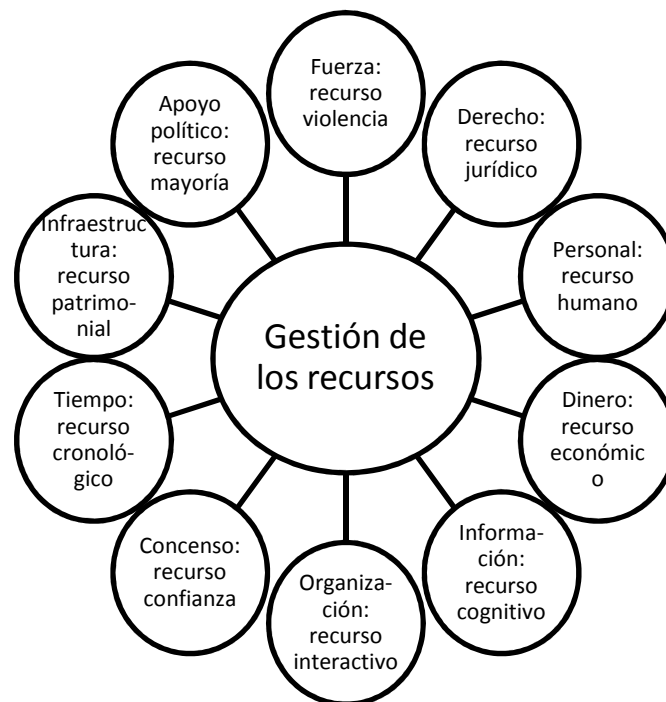 Fuerza:
recurso
violencia
Derecho:
recurso
jurídico
Personal:
recurso
humano
Dinero:
recurso
económic
o
Informa-
ción:
recurso
cognitivo
Organiza-
ción:
recurso
interactivo
Concenso:
recurso
confianza
Tiempo:
recurso
cronoló-
gico
Infraestruc
tura:
recurso
patrimo-
nial
Apoyo
político:
recurso
mayoría
Gestión de
los recursos